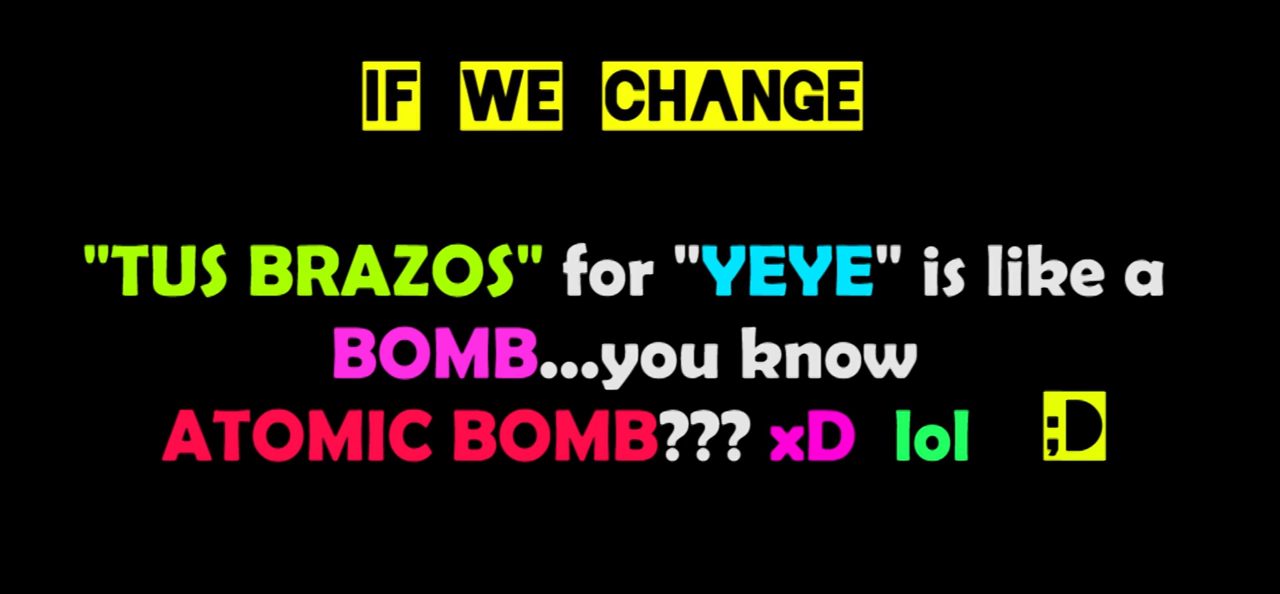 IF WE CHANGE
"TUS BRAZOS" for "YEYE" is like a
BOMB...you know
ATOMIC BOMB??? xD lol ;D